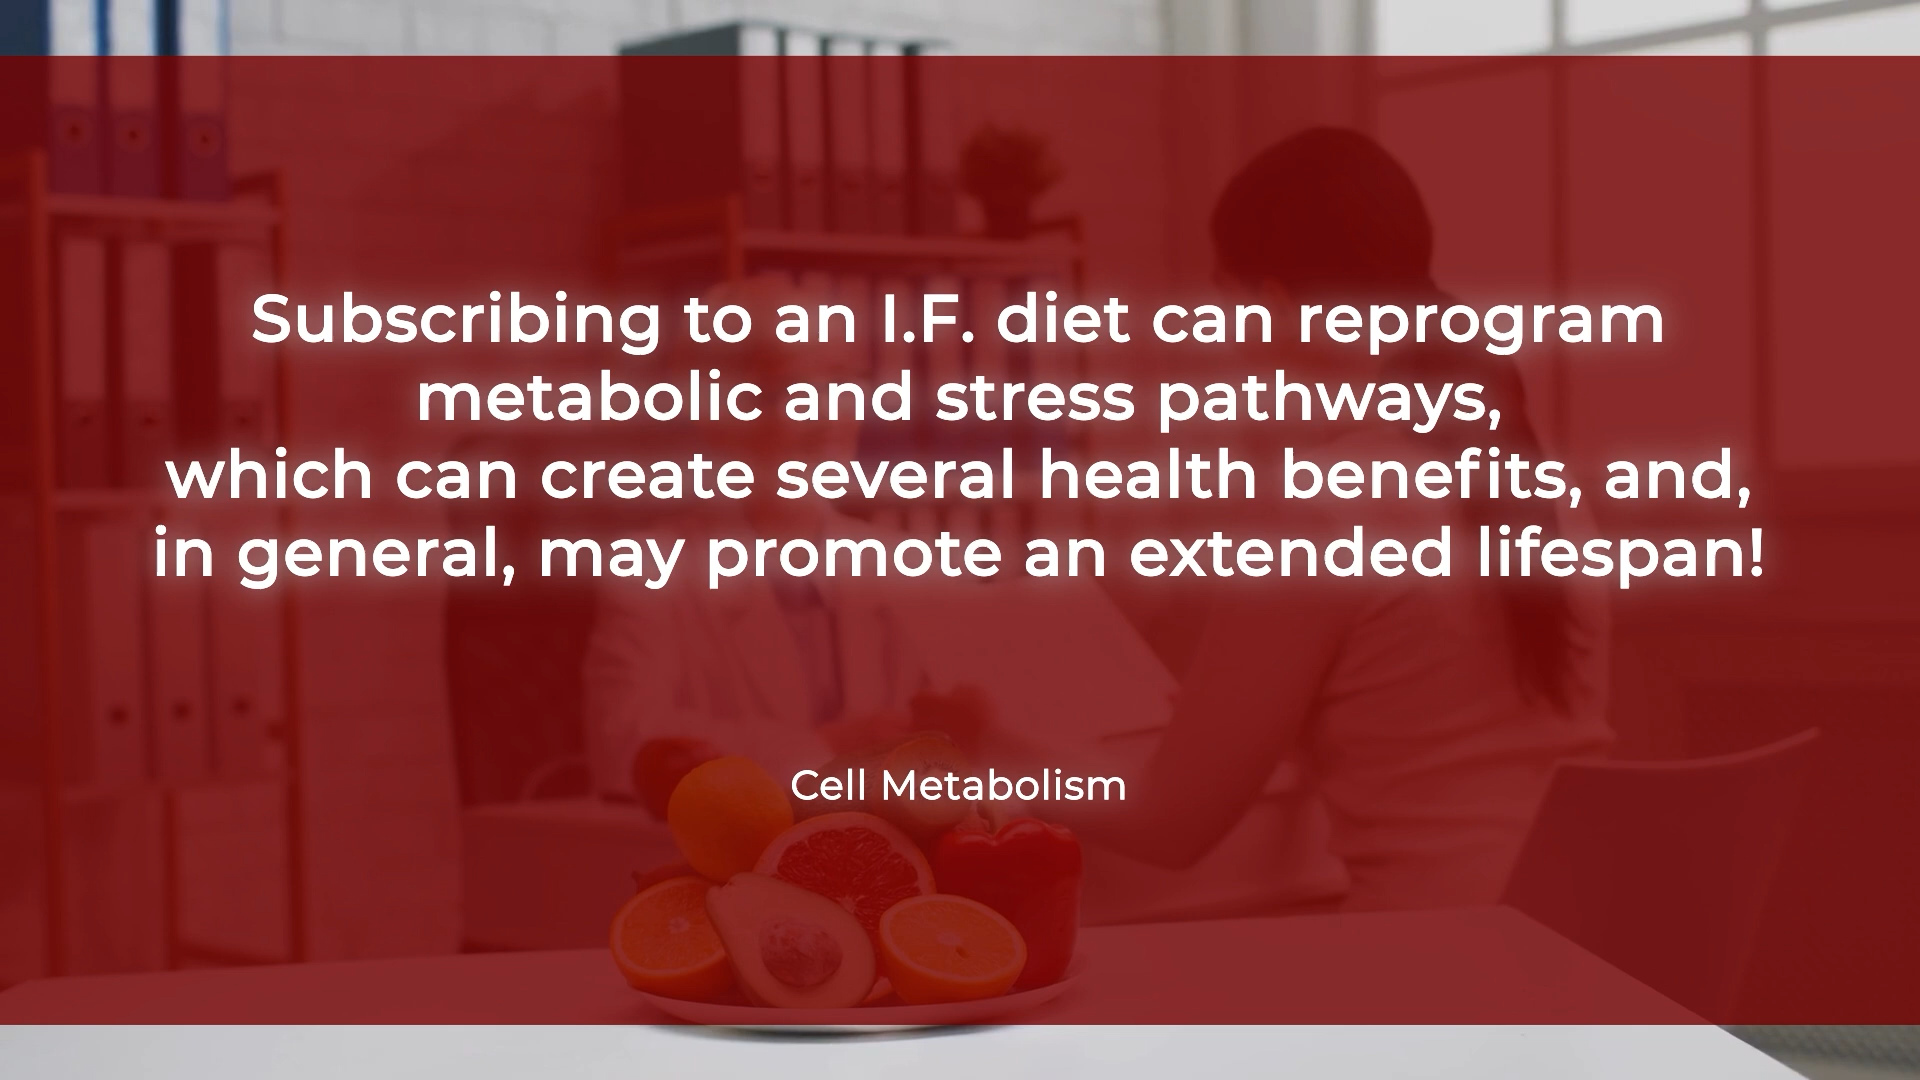 Subscribing to an I.F. diet can reprogram
metabolic and stress pathways,
which can create several health benefits, and,
in general, may promote an extended lifespan!
Cell Metabolism